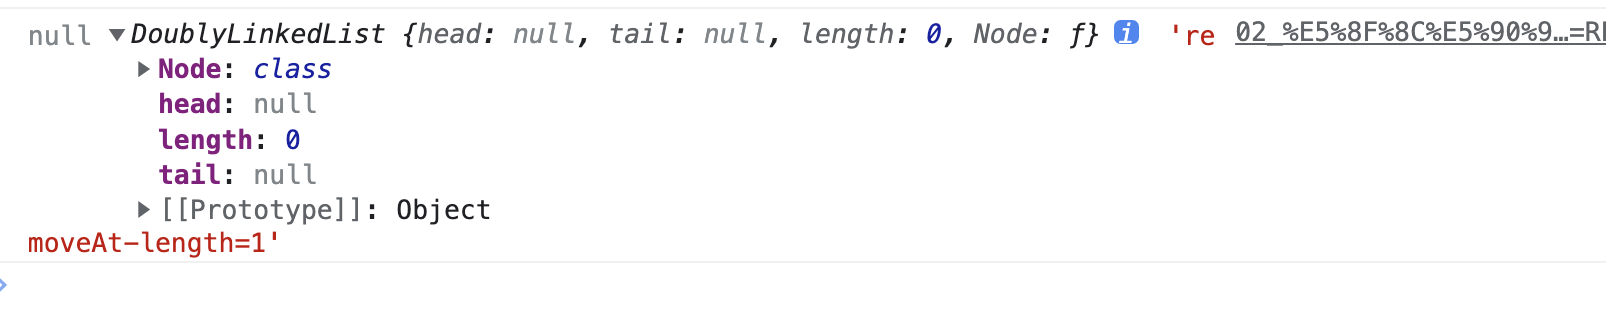 null ▼DoublyLinkedList {head: null, tail: null, length: 0, Node: ƒ} i 're 02_%E5%8F%8C%E5%90%9…=RE
▶Node: class
head: null
length: 0
tail: null
▶[[Prototype]]: Object
moveAt-length=1'